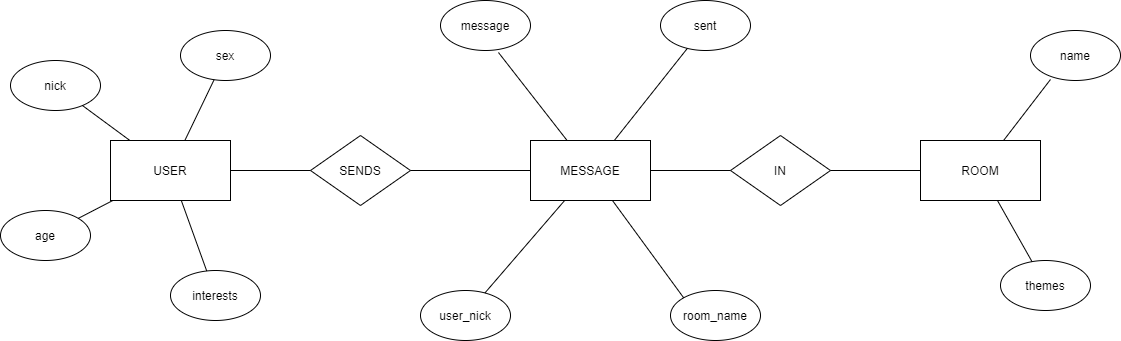 message
sent
sex
name
nick
USER
SENDS
MESSAGE
IN
ROOM
age
interests
themes
user_nick
room_name